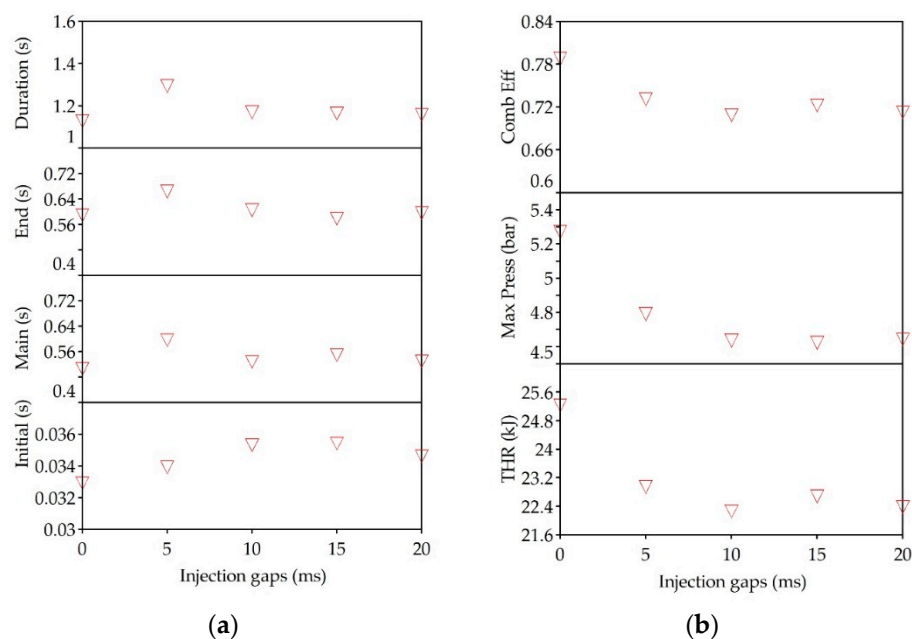 Duration (s)
1.6
1.4
1.2
1
End (s)
0.72
0.64
0.56
0.4
Main (s)
0.72
0.64
0.56
0.4
Initial (s)
0.036
0.034
0.032
0.03
0 5 10 15 20
Injection gaps (ms)
(a)
Comb Eff
0.84
0.78
0.72
0.66
0.6
Max Press (bar)
5.4
5.2
5
4.8
4.5
THR (kJ)
25.6
24.8
24
23.2
22.4
21.6
0 5 10 15 20
Injection gaps (ms)
(b)